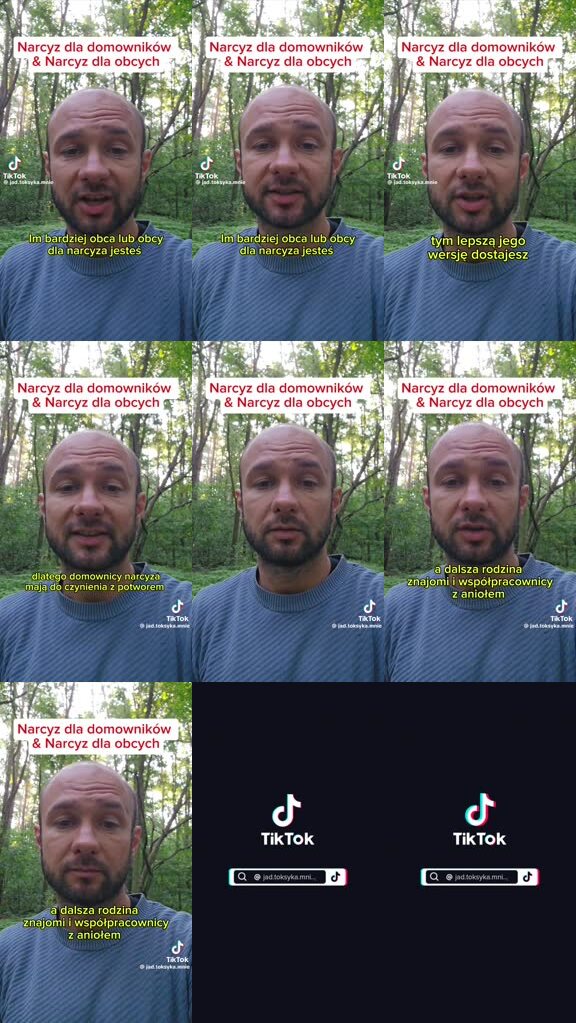 Narcyz dla domowników
& Narcyz dla obcych
TikTok
@ jad.toksyka.mnie
Im bardziej obca lub obcy
dla narcyza jesteś
Narcyz dla domowników
& Narcyz dla obcych
TikTok
@ jad.toksyka.mnie
Im bardziej obca lub obcy
dla narcyza jesteś
Narcyz dla domowników
& Narcyz dla obcych
TikTok
@ jad.toksyka.mnie
tym lepszą jego
wersję dostajesz
Narcyz dla domowników
& Narcyz dla obcych
dlatego domownicy narcyza
mają do czynienia z potworem
TikTok
@ jad.toksyka.mnie
Narcyz dla domowników
& Narcyz dla obcych
TikTok
@ jad.toksyka.mnie
Narcyz dla domowników
& Narcyz dla obcych
a dalsza rodzina
znajomi i współpracownicy
z aniołem
TikTok
@ jad.toksyka.mnie
Narcyz dla domowników
& Narcyz dla obcych
a dalsza rodzina
znajomi i współpracownicy
z aniołem
TikTok
@ jad.toksyka.mnie
TikTok
@ jad.toksyka.mni...
TikTok
@ jad.toksyka.mni...